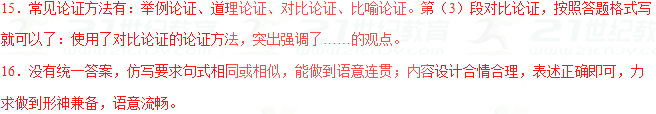 15．常见论证方法有：举例论证、道理论证、对比论证、比喻论证。第（3）段对比论证，按照答题格式写
就可以了：使用了对比论证的论证方法，突出强调了……的观点。
16．没有统一答案，仿写要求句式相同或相似，能做到语意连贯；内容设计合情合理，表述正确即可，力
求做到形神兼备，语意流畅。